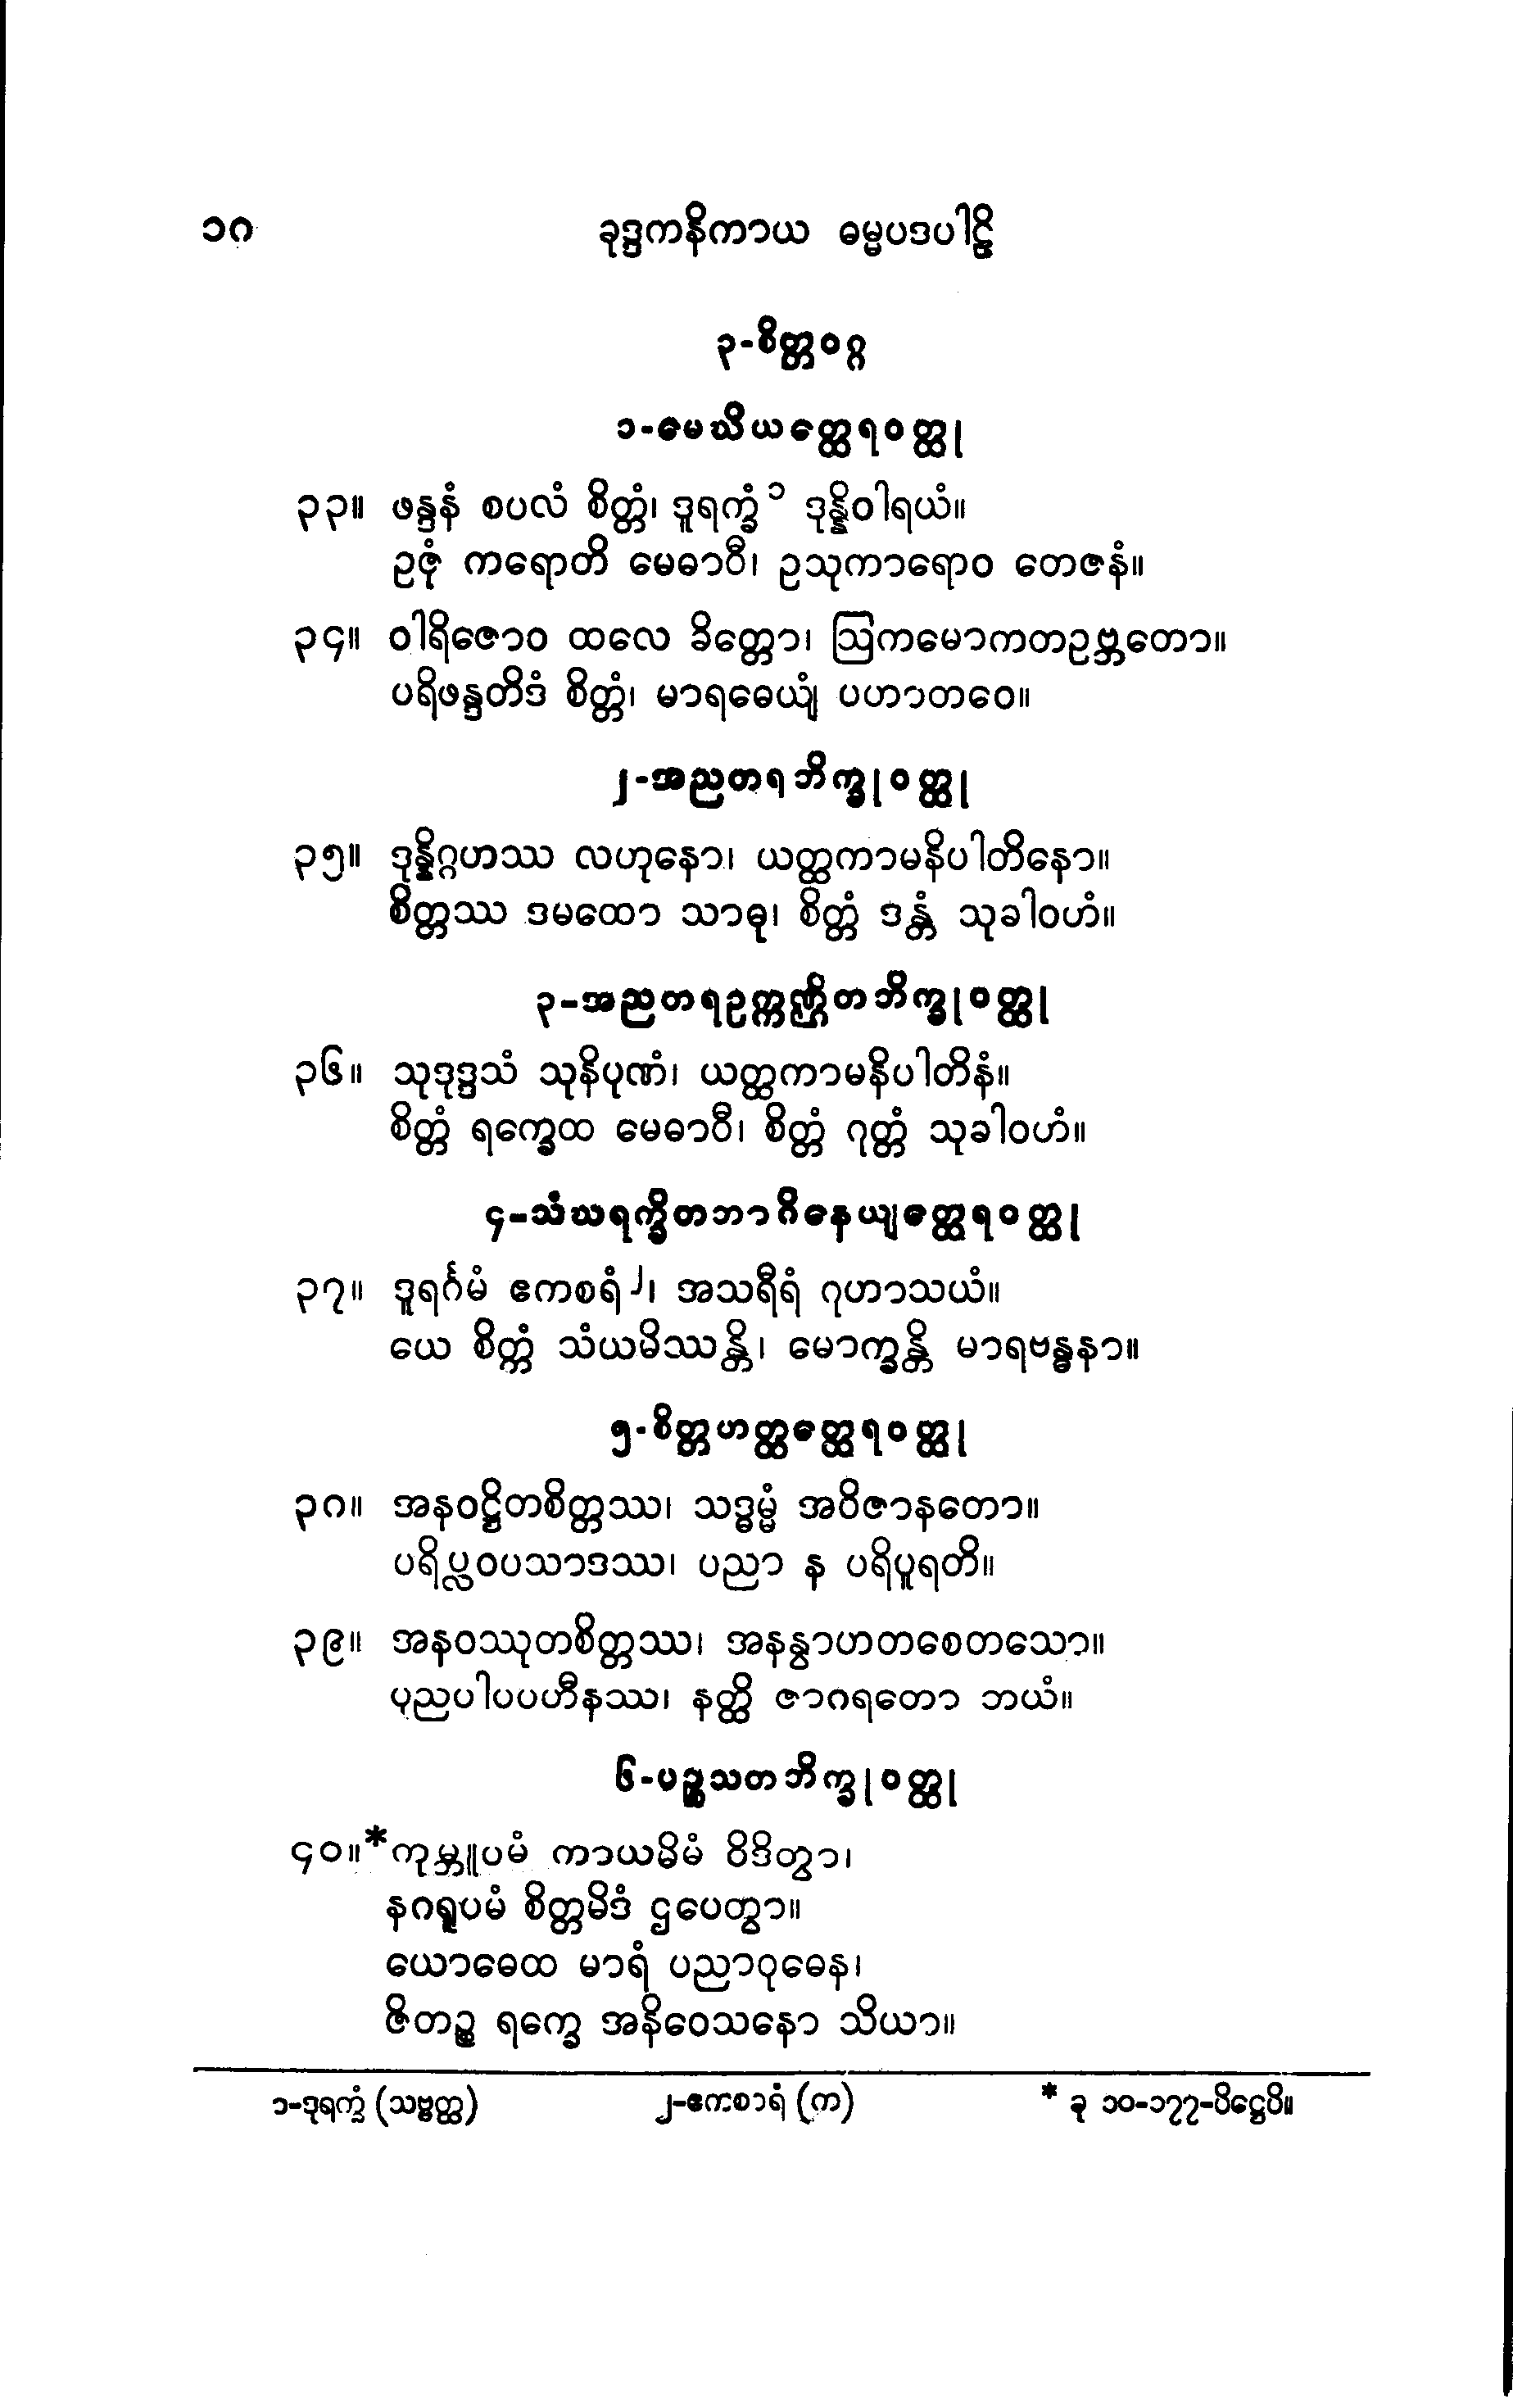 ၁၈ ခုဒ္ဒကနိကာယ ဓမ္မပဒပါဠိ
၃-စိတ္တဝဂ္ဂ
၁-မေဃိယတ္ထေရဝတ္ထု
၃၃။ ဖန္ဒနံ စပလံ စိတ္တံ၊ ဒူရက္ခံ ၁ ဒုန္နိဝါရယံ။
ဥဇုံ ကရောတိ မေဓာဝီ၊ ဥသုကာရောဝ တေဇနံ။
၃၄။ ဝါရိဇောဝ ထလေ ခိတ္တော၊ ဩကမောကတဥဗ္ဘတော။
ပရိဖန္ဒတိဒံ စိတ္တံ၊ မာရဓေယျံ ပဟာတဝေ။
၂-အညတရဘိက္ခုဝတ္ထု
၃၅။ ဒုန္နိဂ္ဂဟဿ လဟုနော၊ ယတ္ထကာမနိပါတိနော။
စိတ္တဿ ဒမထော သာဓု၊ စိတ္တံ ဒန္တံ သုခါဝဟံ။
၃-အညတရဥက္ကဏ္ဌိတဘိက္ခုဝတ္ထု
၃၆။ သုဒုဒ္ဒသံ သုနိပုဏံ၊ ယတ္ထကာမနိပါတိနံ။
စိတ္တံ ရက္ခေထ မေဓာဝီ၊ စိတ္တံ ဂုတ္တံ သုခါဝဟံ။
၄-သံဃရက္ခိတဘာဂိနေယျတ္ထေရဝတ္ထု
၃၇။ ဒူရင်္ဂမံ ဧကစရံ ၂၊ အသရီရံ ဂုဟာသယံ။
ယေ စိတ္တံ သံယမိဿန္တိ၊ မောက္ခန္တိ မာရဗန္ဓနာ။
၅-စိတ္တဟတ္ထတ္ထေရဝတ္ထု
၃၈။ အနဝဋ္ဌိတစိတ္တဿ၊ သဒ္ဓမ္မံ အဝိဇာနတော။
ပရိပ္လဝပသာဒဿ၊ ပညာ န ပရိပူရတိ။
၃၉။ အနဝဿုတစိတ္တဿ၊ အနနွာဟတစေတသော။
ပုညပါပပဟီနဿ၊ နတ္ထိ ဇာဂရတော ဘယံ။
၆-ပဉ္စသတဘိက္ခုဝတ္ထု
၄၀။*ကုမ္ဘူပမံ ကာယမိမံ ဝိဒိတွာ၊
နဂရူပမံ စိတ္တမိဒံ ဌပေတွာ။
ယောဓေထ မာရံ ပညာဝုဓေန၊
ဇိတဉ္စ ရက္ခေ အနိဝေသနော သိယာ။
၁-ဒုရက္ခံ (သဗ္ဗတ္ထ) ၂-ဧကစာရံ (က) * ခု ၁၀-၁၇၇-ပိဋ္ဌေပိ။